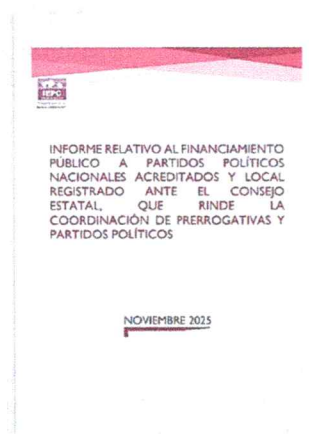 IEPC
INFORME RELATIVO AL FINANCIAMIENTO
PÚBLICO A PARTIDOS POLÍTICOS
NACIONALES ACREDITADOS Y LOCAL
REGISTRADO ANTE EL CONSEJO
ESTATAL, QUE RINDE LA
COORDINACIÓN DE PRERROGATIVAS Y
PARTIDOS POLÍTICOS
NOVIEMBRE 2025